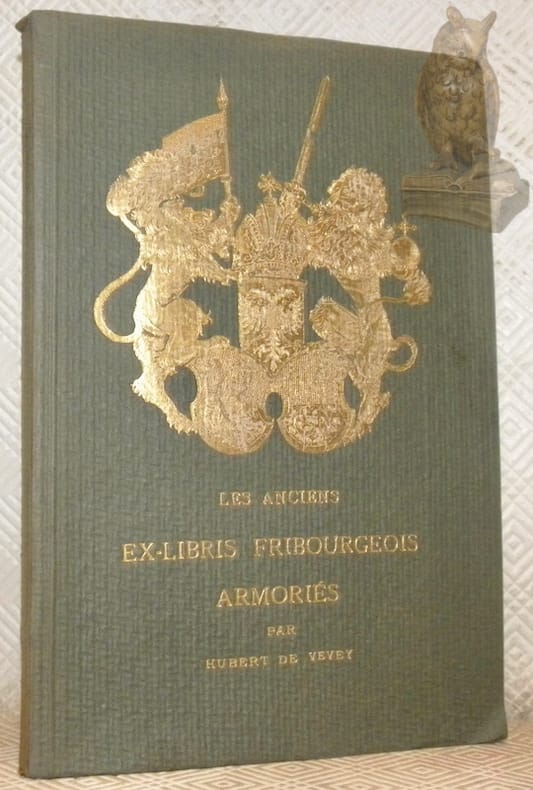 LES ANCIENS
EX-LIBRIS FRIBOURGEOIS
ARMORIÉS
PAR
HUBERT DE VEVEY